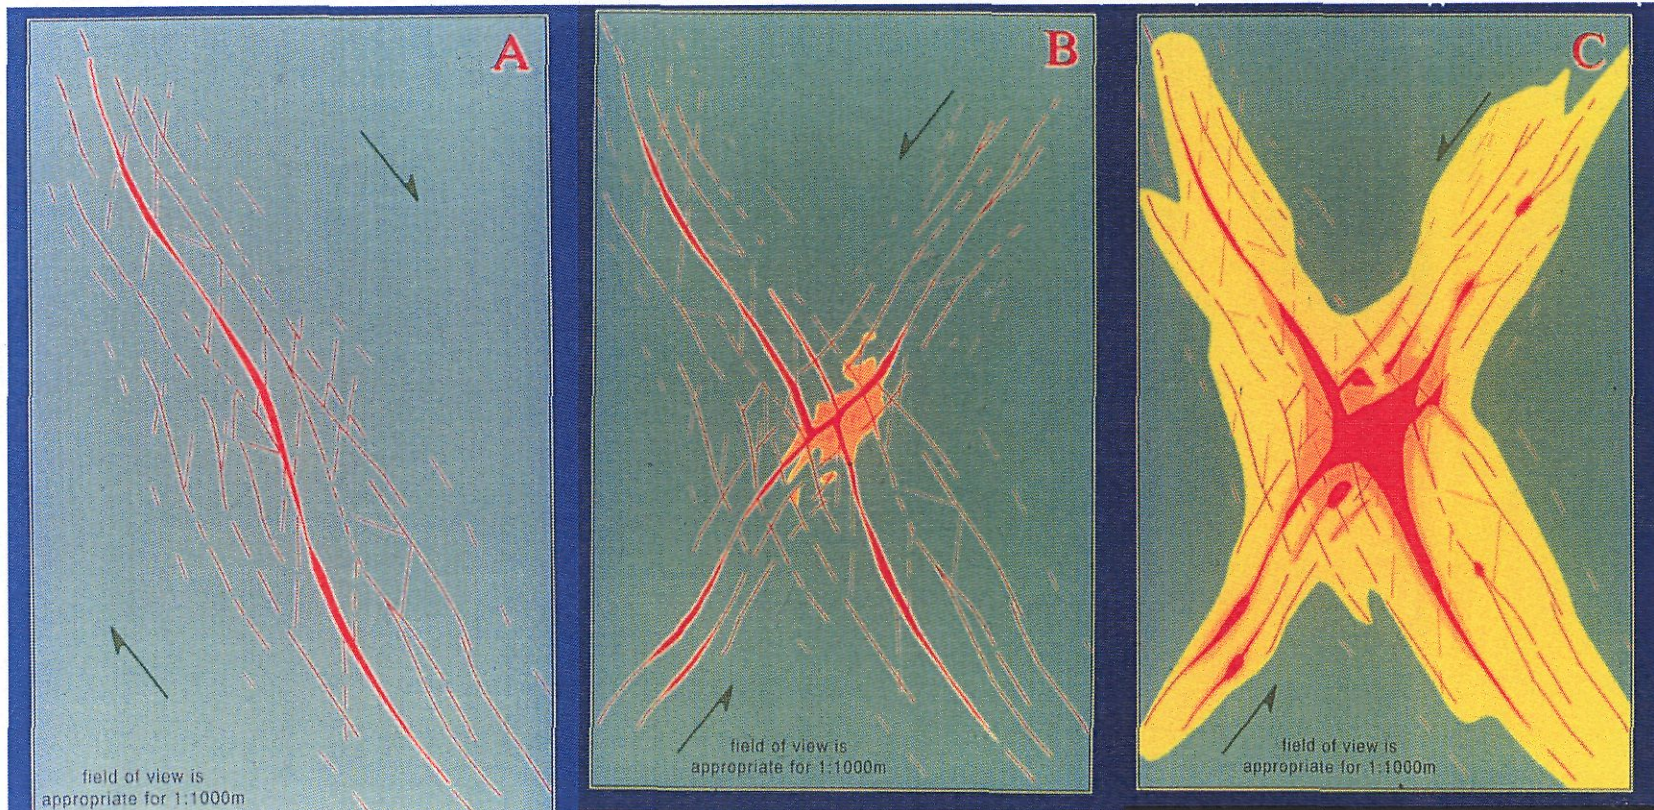 A
B
C
field of view is
appropriate for 1:1000m
field of view is
appropriate for 1:1000m
field of view is
appropriate for 1:1000m